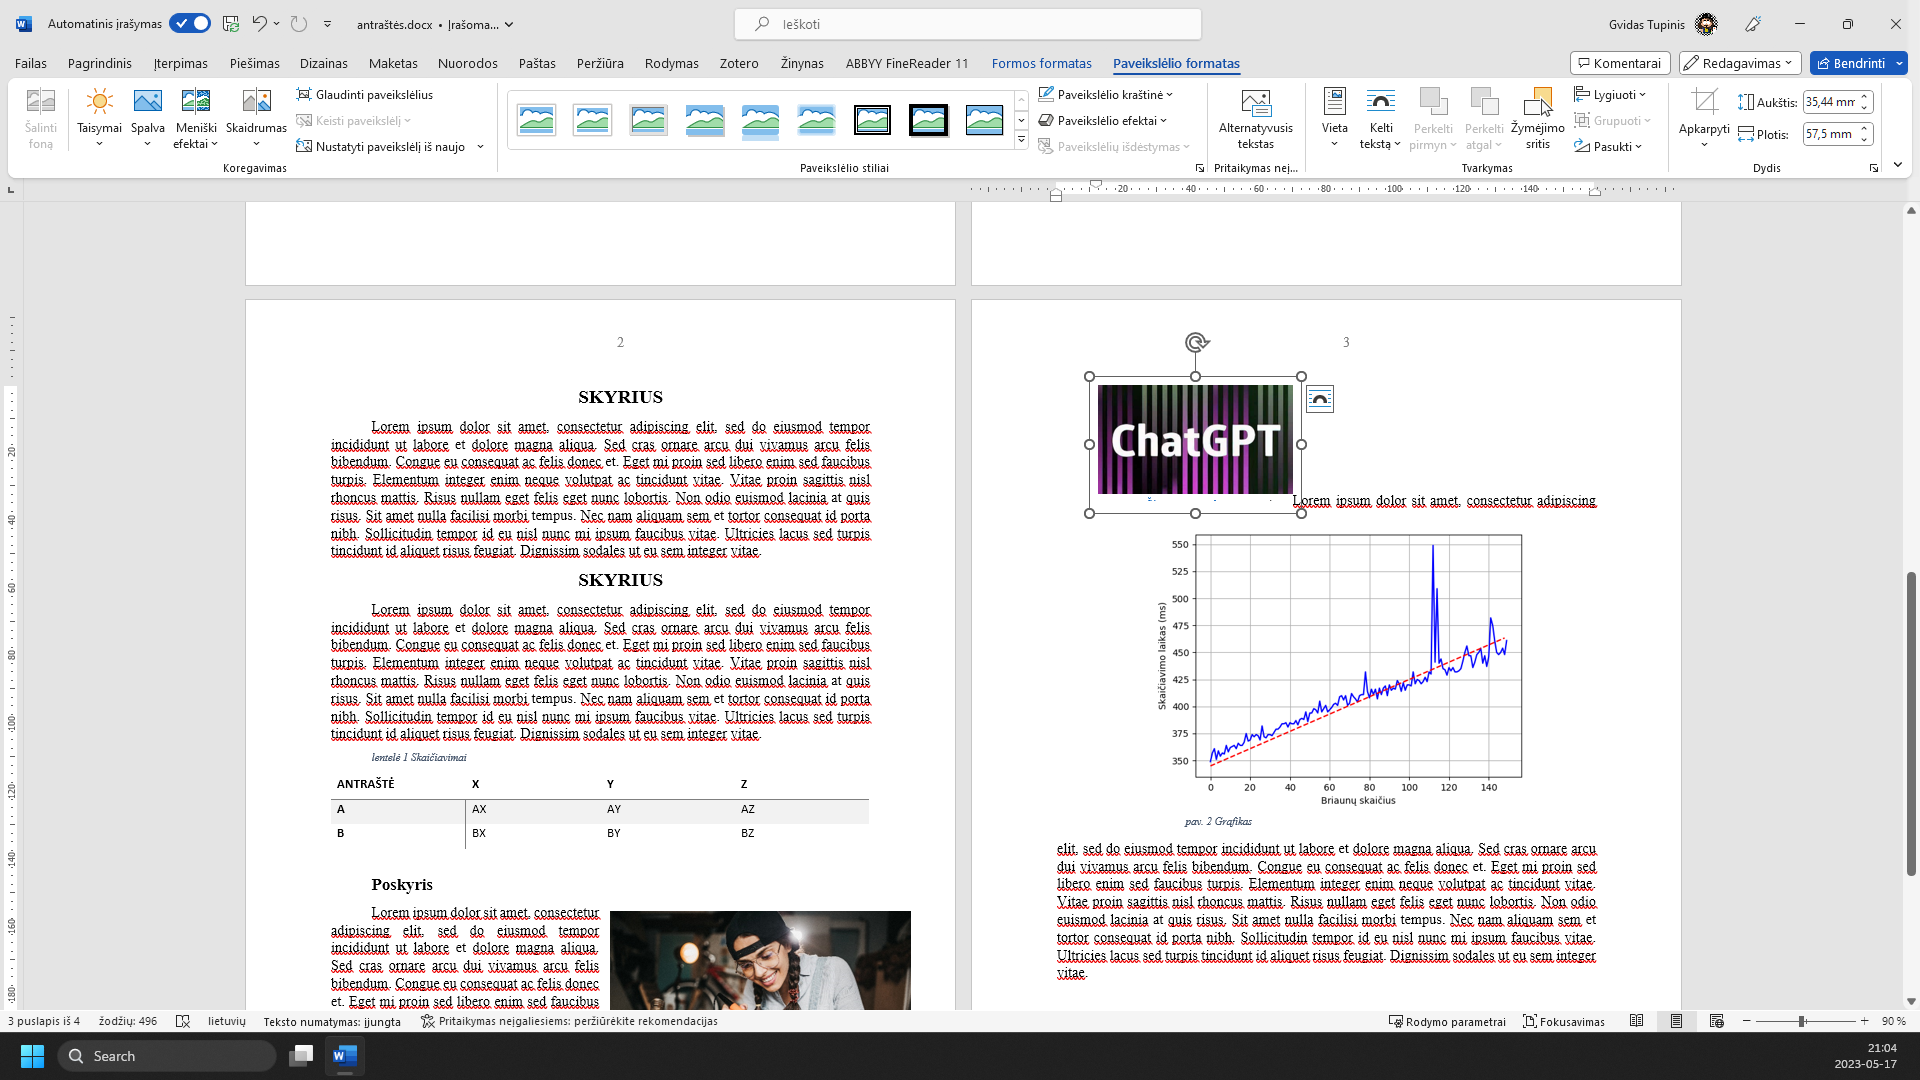 Automatinis įrašymas
antraštės.docx • Įrašoma...
Ieškoti
Gvidas Tupinis
Failas
Pagrindinis
Įterpimas
Piešimas
Dizainas
Maketas
Nuorodos
Paštas
Peržiūra
Rodymas
Zotero
Žinynas
ABBYY FineReader 11
Formos formatas
Paveikslėlio formatas
Komentarai
Redagavimas
Bendrinti
Šalinti foną
Taisymai
Spalva
Meniški efektai
Skaidrumas
Glaudinti paveikslėlius
Keisti paveikslėlį
Nustatyti paveikslėlį iš naujo
Koregavimas
Paveikslėlio stiliai
Paveikslėlio kraštinė
Paveikslėlio efektai
Paveikslėlių išdėstymas
Alternatyvusis tekstas
Pritaikymas nej...
Vieta
Kelti tekstą
Perkelti pirmyn
Perkelti atgal
Žymėjimo sritis
Lygiuoti
Grupuoti
Pasukti
Tvarkymas
Apkarpyti
Aukštis: 35,44 mm
Plotis: 57,5 mm
Dydis
20 40 60 80 100 120 140
2
SKYRIUS
Lorem ipsum dolor sit amet, consectetur adipiscing elit, sed do eiusmod tempor
incididunt ut labore et dolore magna aliqua. Sed cras ornare arcu dui vivamus arcu felis
bibendum. Congue eu consequat ac felis donec et. Eget mi proin sed libero enim sed faucibus
turpis. Elementum integer enim neque volutpat ac tincidunt vitae. Vitae proin sagittis nisl
rhoncus mattis. Risus nullam eget felis eget nunc lobortis. Non odio euismod lacinia at quis
risus. Sit amet nulla facilisi morbi tempus. Nec nam aliquam sem et tortor consequat id porta
nibh. Sollicitudin tempor id eu nisl nunc mi ipsum faucibus vitae. Ultricies lacus sed turpis
tincidunt id aliquet risus feugiat. Dignissim sodales ut eu sem integer vitae.
SKYRIUS
Lorem ipsum dolor sit amet, consectetur adipiscing elit, sed do eiusmod tempor
incididunt ut labore et dolore magna aliqua. Sed cras ornare arcu dui vivamus arcu felis
bibendum. Congue eu consequat ac felis donec et. Eget mi proin sed libero enim sed faucibus
turpis. Elementum integer enim neque volutpat ac tincidunt vitae. Vitae proin sagittis nisl
rhoncus mattis. Risus nullam eget felis eget nunc lobortis. Non odio euismod lacinia at quis
risus. Sit amet nulla facilisi morbi tempus. Nec nam aliquam sem et tortor consequat id porta
nibh. Sollicitudin tempor id eu nisl nunc mi ipsum faucibus vitae. Ultricies lacus sed turpis
tincidunt id aliquet risus feugiat. Dignissim sodales ut eu sem integer vitae.
lentelė 1 Skaičiavimai
ANTRAŠTĖ X Y Z
A AX AY AZ
B BX BY BZ
Poskyris
Lorem ipsum dolor sit amet, consectetur
adipiscing elit, sed do eiusmod tempor
incididunt ut labore et dolore magna aliqua.
Sed cras ornare arcu dui vivamus arcu felis
bibendum. Congue eu consequat ac felis donec
et. Eget mi proin sed libero enim sed faucibus
3
ChatGPT
Lorem ipsum dolor sit amet, consectetur adipiscing
550
525
500
475
450
425
400
375
350
Skaičiavimo laikas (ms)
0 20 40 60 80 100 120 140
Briaunų skaičius
pav. 2 Grafikas
elit, sed do eiusmod tempor incididunt ut labore et dolore magna aliqua. Sed cras ornare arcu
dui vivamus arcu felis bibendum. Congue eu consequat ac felis donec et. Eget mi proin sed
libero enim sed faucibus turpis. Elementum integer enim neque volutpat ac tincidunt vitae.
Vitae proin sagittis nisl rhoncus mattis. Risus nullam eget felis eget nunc lobortis. Non odio
euismod lacinia at quis risus. Sit amet nulla facilisi morbi tempus. Nec nam aliquam sem et
tortor consequat id porta nibh. Sollicitudin tempor id eu nisl nunc mi ipsum faucibus vitae.
Ultricies lacus sed turpis tincidunt id aliquet risus feugiat. Dignissim sodales ut eu sem integer
vitae.
20
40
60
80
100
120
140
160
180
3 puslapis iš 4
žodžių: 496
lietuvių
Teksto numatymas: įjungta
Pritaikymas neįgaliesiems: peržiūrėkite rekomendacijas
Rodymo parametrai
Fokusavimas
90 %
Search
21:04
2023-05-17